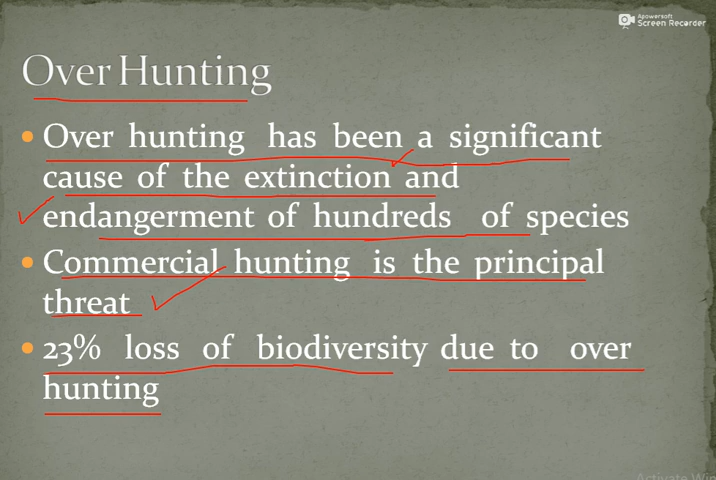 Apowersoft
Screen Recorder
Over Hunting
Over hunting has been a significant
cause of the extinction and
endangerment of hundreds of species
Commercial hunting is the principal
threat
23% loss of biodiversity due to over
hunting